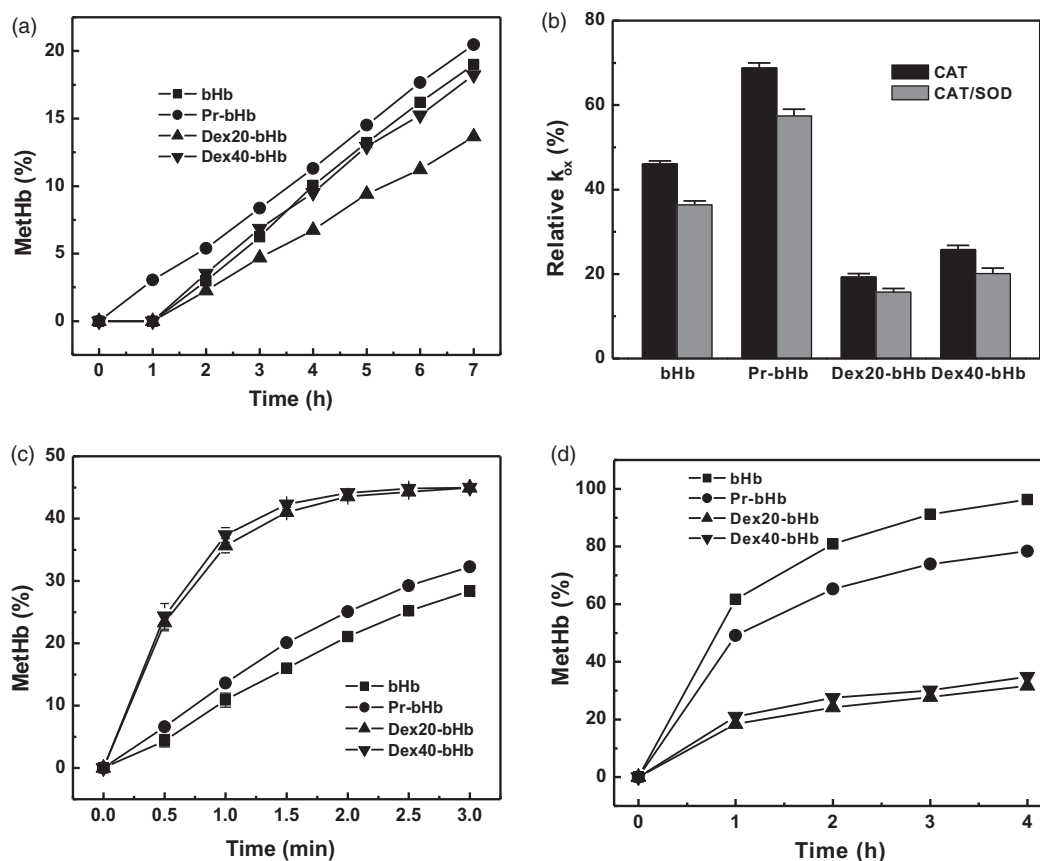 (a)
20
15
10
5
0
MetHb (%)
bHb
Pr-bHb
Dex20-bHb
Dex40-bHb
0 1 2 3 4 5 6 7
Time (h)
(b)
80
60
40
20
0
Relative kox (%)
CAT
CAT/SOD
bHb Pr-bHb Dex20-bHb Dex40-bHb
(c)
50
40
30
20
10
0
MetHb (%)
bHb
Pr-bHb
Dex20-bHb
Dex40-bHb
0.0 0.5 1.0 1.5 2.0 2.5 3.0
Time (min)
(d)
100
80
60
40
20
0
MetHb (%)
bHb
Pr-bHb
Dex20-bHb
Dex40-bHb
0 1 2 3 4
Time (h)